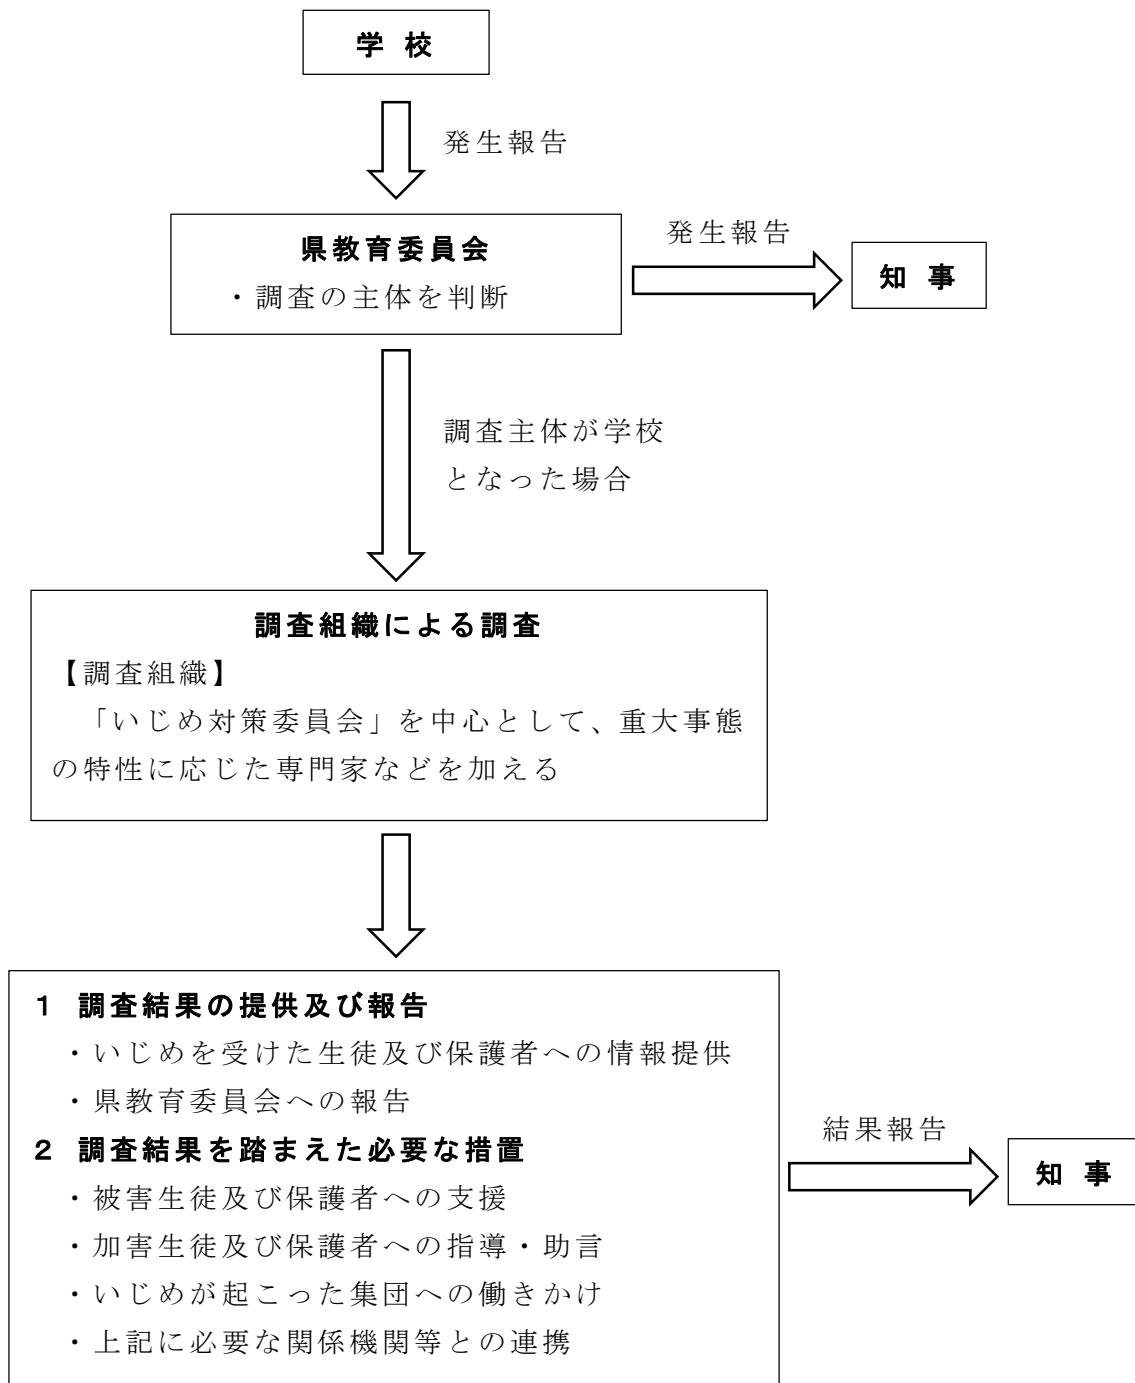 学 校
発生報告
県教育委員会
・調査の主体を判断
発生報告
知 事
調査主体が学校
となった場合
調査組織による調査
【調査組織】
「いじめ対策委員会」を中心として、重大事態
の特性に応じた専門家などを加える
1 調査結果の提供及び報告
・いじめを受けた生徒及び保護者への情報提供
・県教育委員会への報告
2 調査結果を踏まえた必要な措置
・被害生徒及び保護者への支援
・加害生徒及び保護者への指導・助言
・いじめが起こった集団への働きかけ
・上記に必要な関係機関等との連携
結果報告
知 事